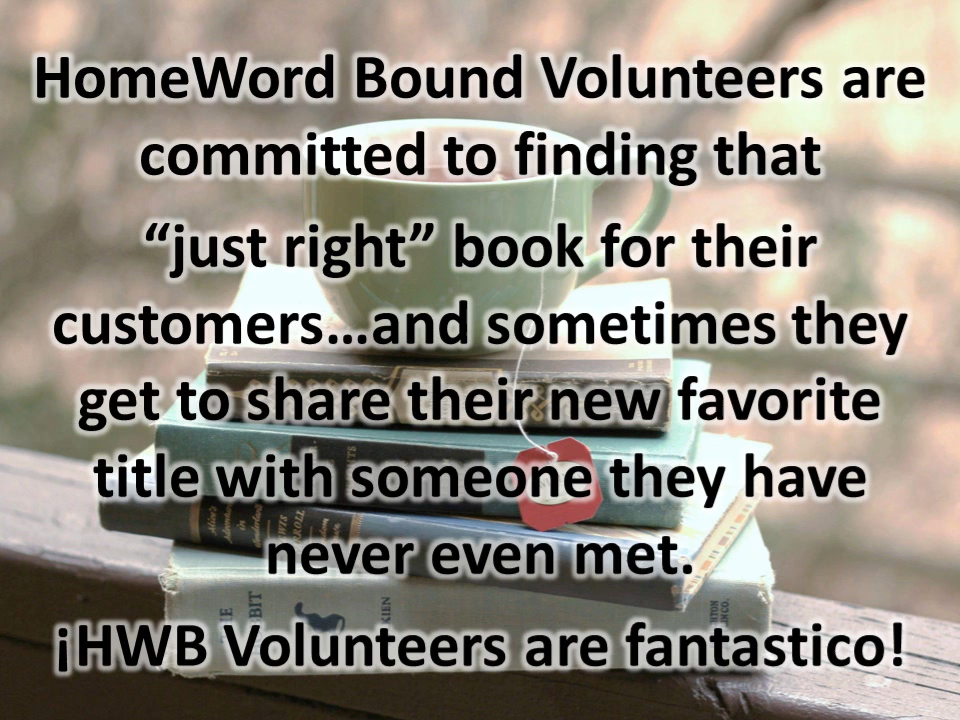 HomeWord Bound Volunteers are
committed to finding that
“just right” book for their
customers…and sometimes they
get to share their new favorite
title with someone they have
never even met.
¡HWB Volunteers are fantastico!